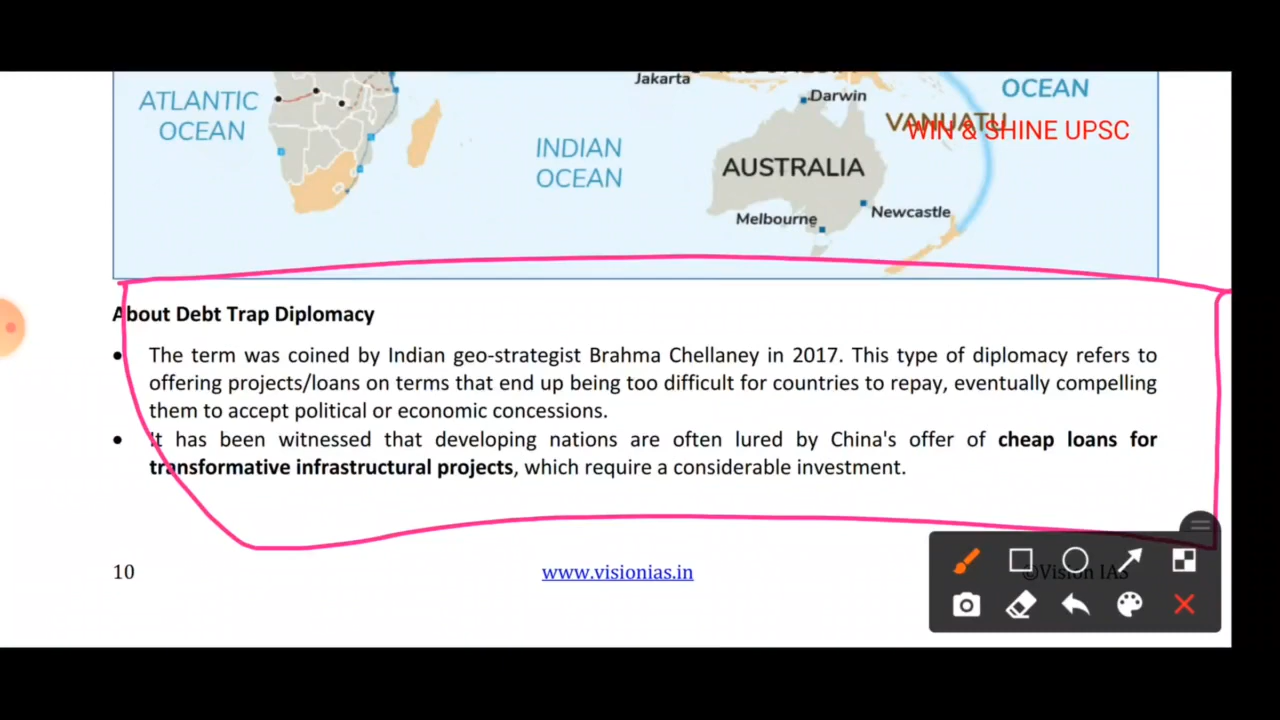 Jakarta
ATLANTIC
OCEAN
Darwin
OCEAN
VANUATU
WIN & SHINE UPSC
INDIAN
OCEAN
AUSTRALIA
Melbourne
Newcastle
About Debt Trap Diplomacy
• The term was coined by Indian geo-strategist Brahma Chellaney in 2017. This type of diplomacy refers to
offering projects/loans on terms that end up being too difficult for countries to repay, eventually compelling
them to accept political or economic concessions.
• It has been witnessed that developing nations are often lured by China's offer of cheap loans for
transformative infrastructural projects, which require a considerable investment.
10
www.visionias.in
©Vision IAS